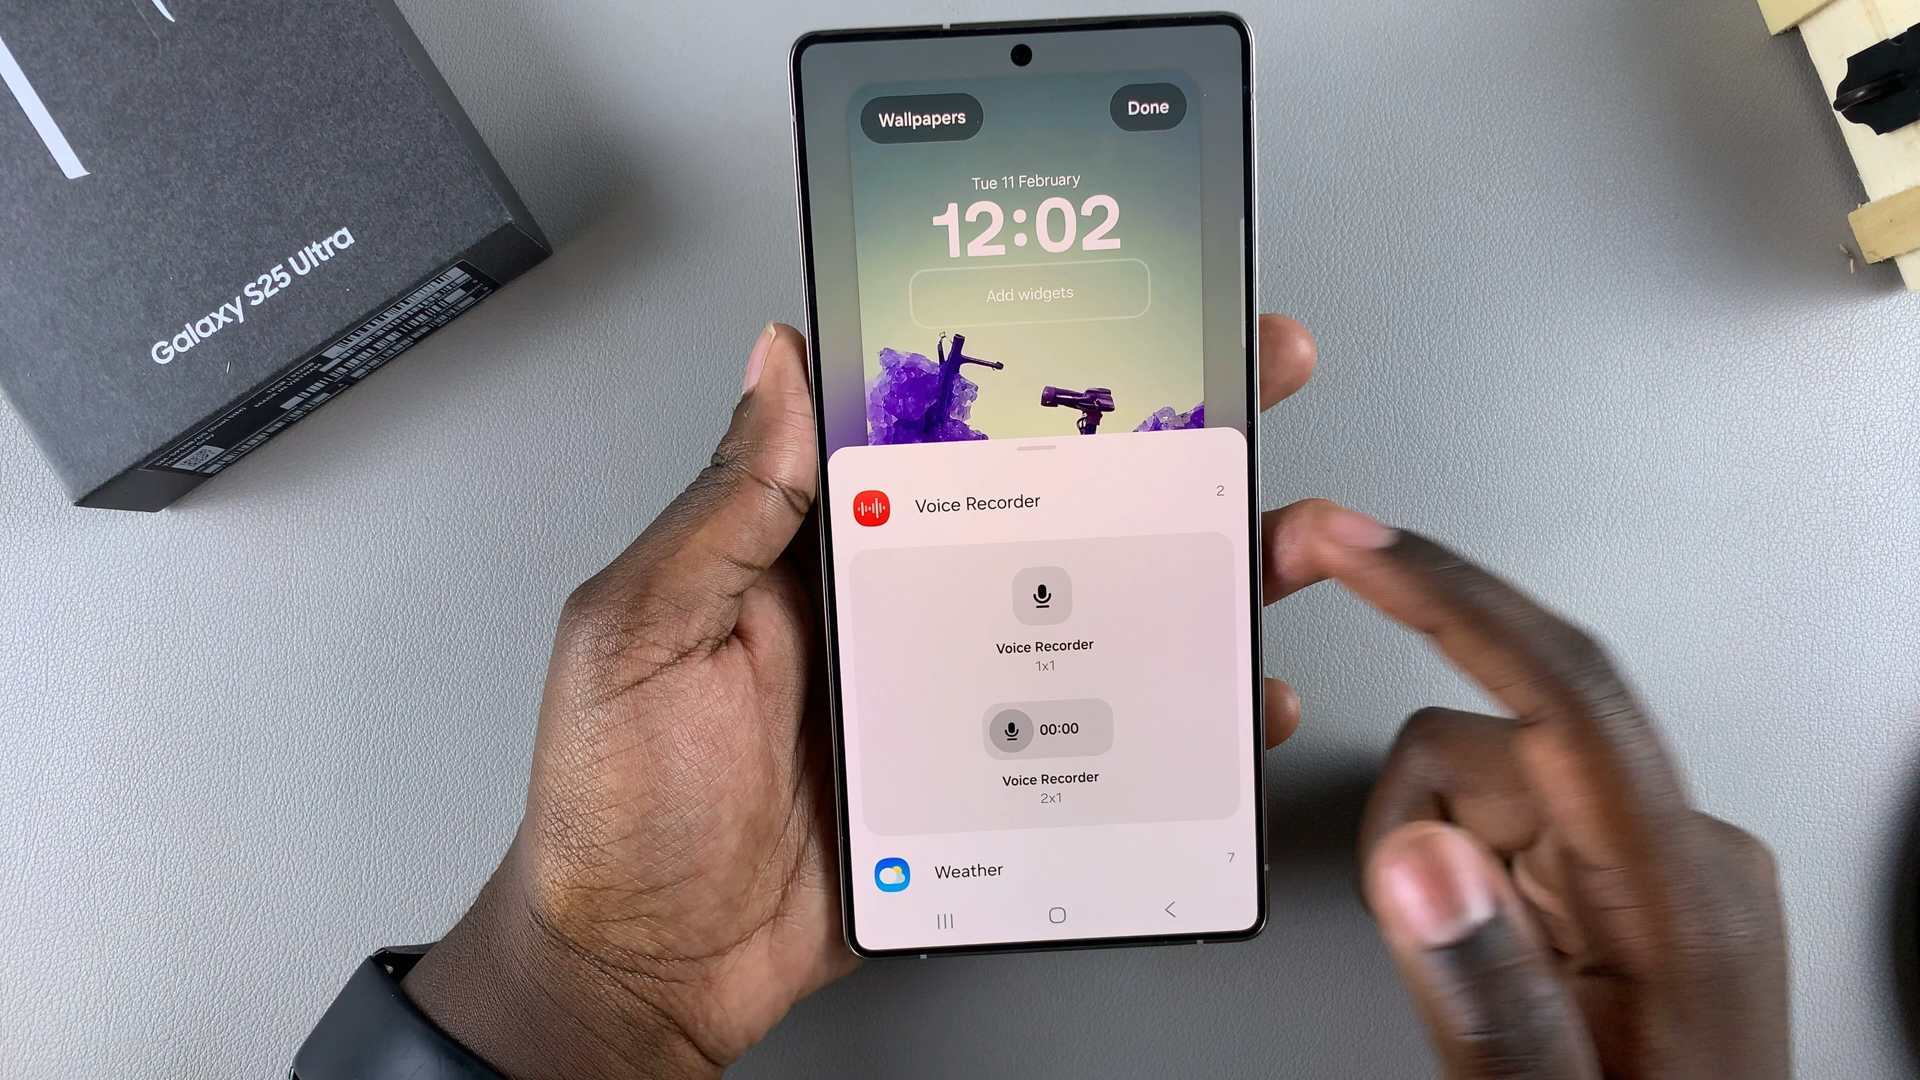 Galaxy S25 Ultra
Wallpapers
Done
Tue 11 February
12:02
Add widgets
Voice Recorder
2
Voice Recorder
1x1
00:00
Voice Recorder
2x1
Weather
7